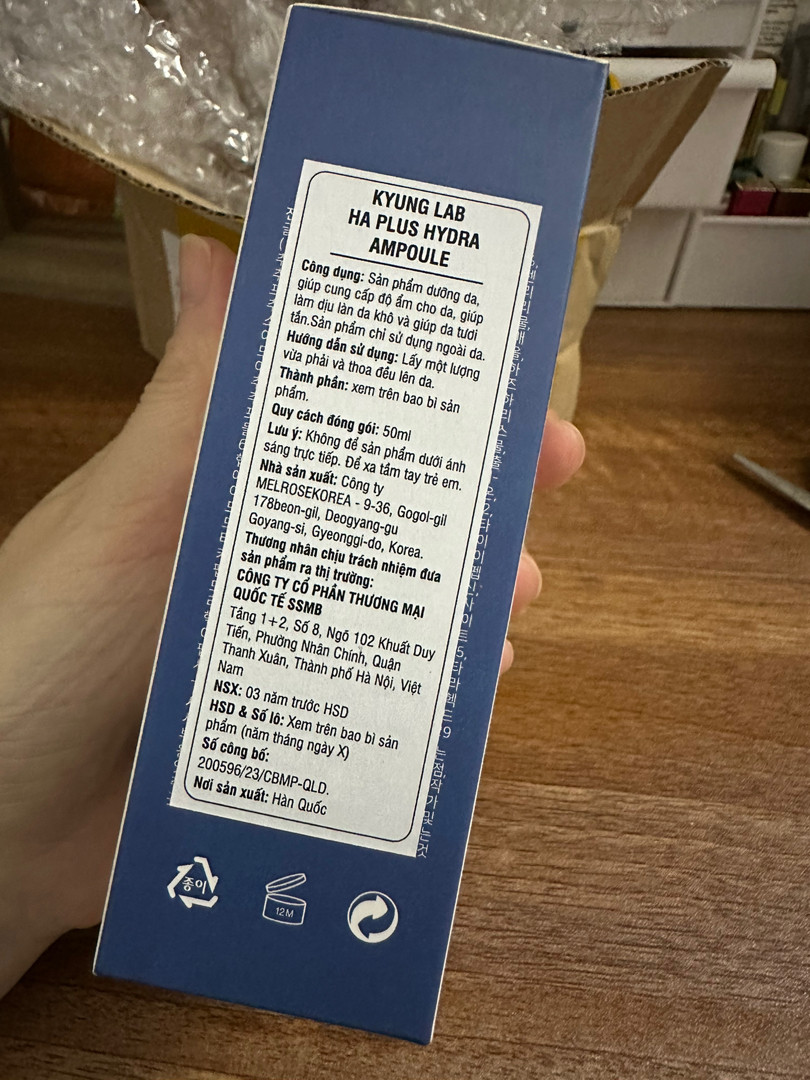 KYUNG LAB
HA PLUS HYDRA
AMPOULE
Công dụng: Sản phẩm dưỡng da,
giúp cung cấp độ ẩm cho da, giúp
làm dịu làn da khô và giúp da tươi
tắn.Sản phẩm chỉ sử dụng ngoài da.
Hướng dẫn sử dụng: Lấy một lượng
vừa phải và thoa đều lên da.
Thành phần: xem trên bao bì sản
phẩm.
Quy cách đóng gói: 50ml
Lưu ý: Không để sản phẩm dưới ánh
sáng trực tiếp. Để xa tầm tay trẻ em.
Nhà sản xuất: Công ty
MELROSEKOREA - 9-36, Gogol-gil
178beon-gil, Deogyang-gu
Goyang-si, Gyeonggi-do, Korea.
Thương nhân chịu trách nhiệm đưa
sản phẩm ra thị trường:
CÔNG TY CỔ PHẦN THƯƠNG MẠI
QUỐC TẾ SSMB
Tầng 1+2, Số 8, Ngõ 102 Khuất Duy
Tiến, Phường Nhân Chính, Quận
Thanh Xuân, Thành phố Hà Nội, Việt
Nam
NSX: 03 năm trước HSD
HSD & Số lô: Xem trên bao bì sản
phẩm (năm tháng ngày X)
Số công bố:
200596/23/CBMP-QLD.
Nơi sản xuất: Hàn Quốc
종이
12M